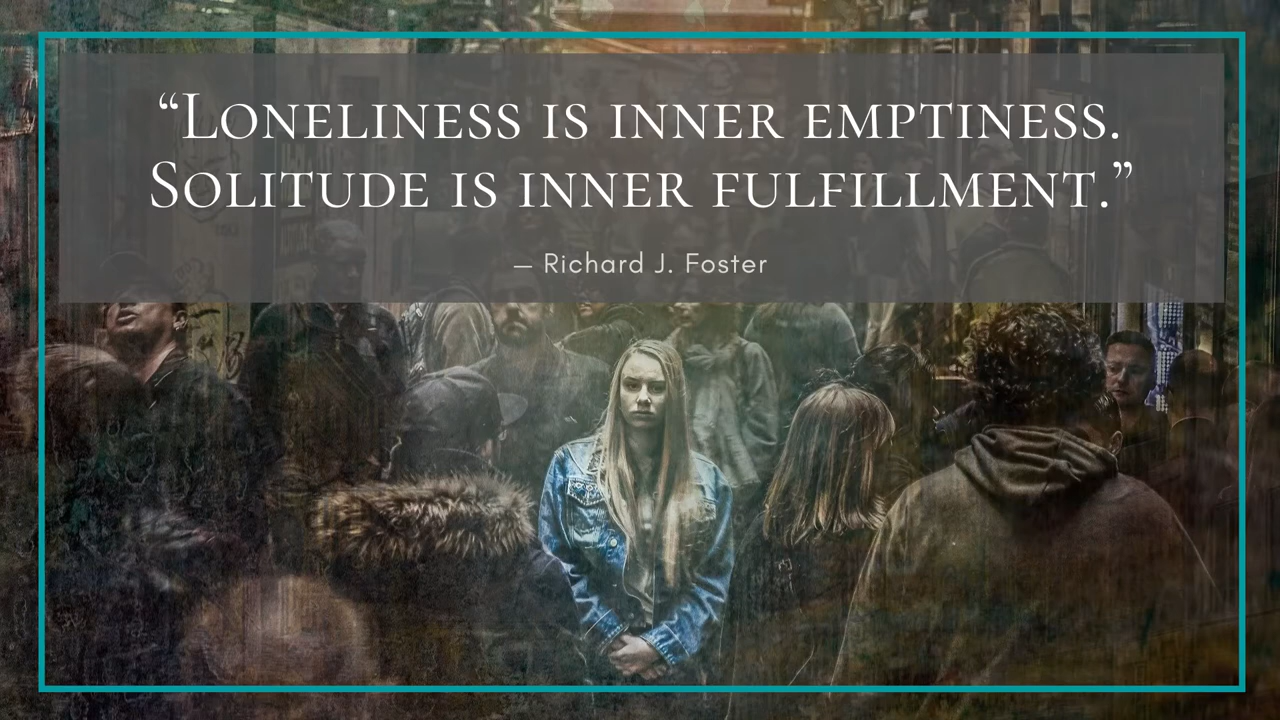 “Loneliness is inner emptiness.
Solitude is inner fulfillment.”
— Richard J. Foster